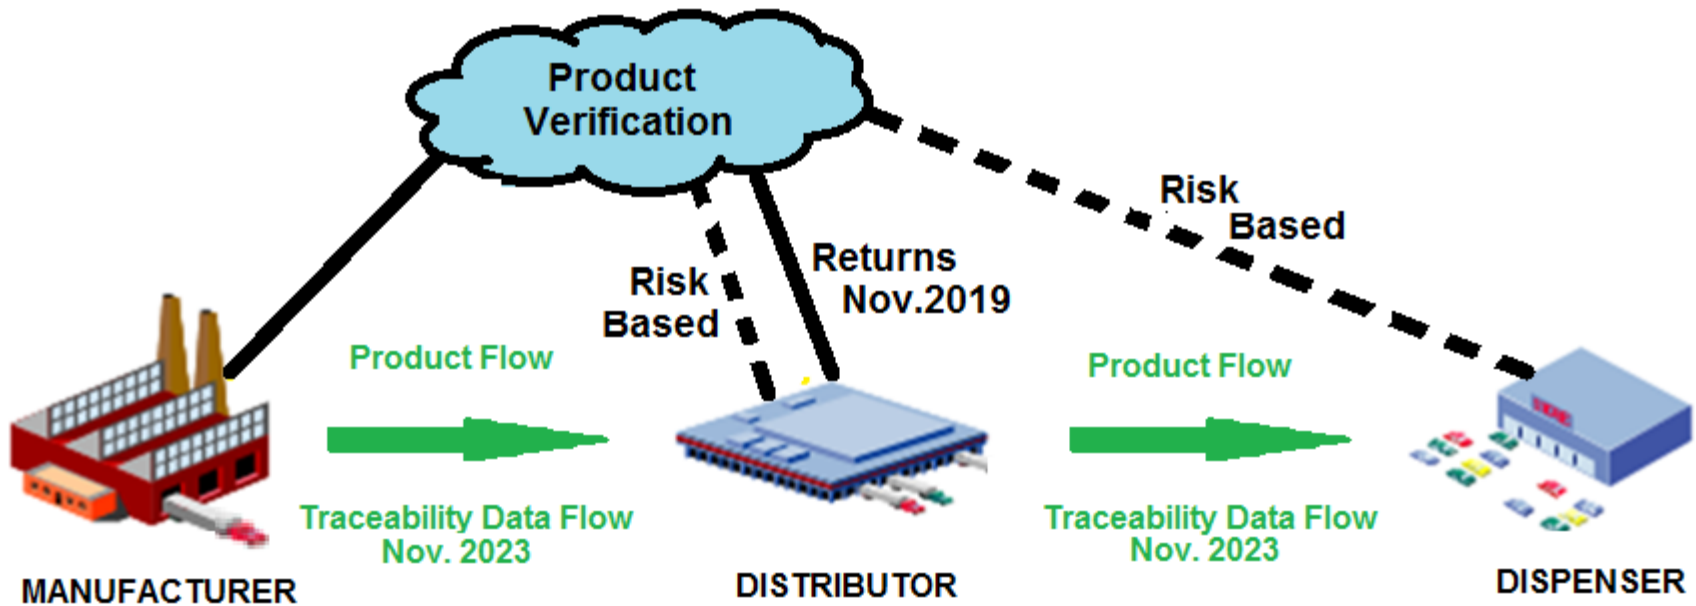 Product
Verification
Risk
Based
Returns
Nov.2019
Risk
Based
Product Flow
Product Flow
Traceability Data Flow
Nov. 2023
Traceability Data Flow
Nov. 2023
MANUFACTURER
DISTRIBUTOR
DISPENSER